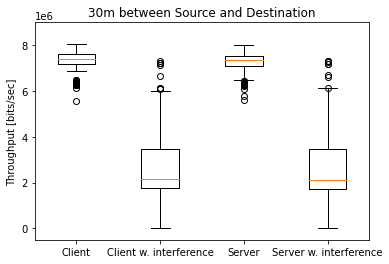 30m between Source and Destination
1e6
8
6
4
2
0
Throughput [bits/sec]
Client
Client w. interference
Server
Server w. interference